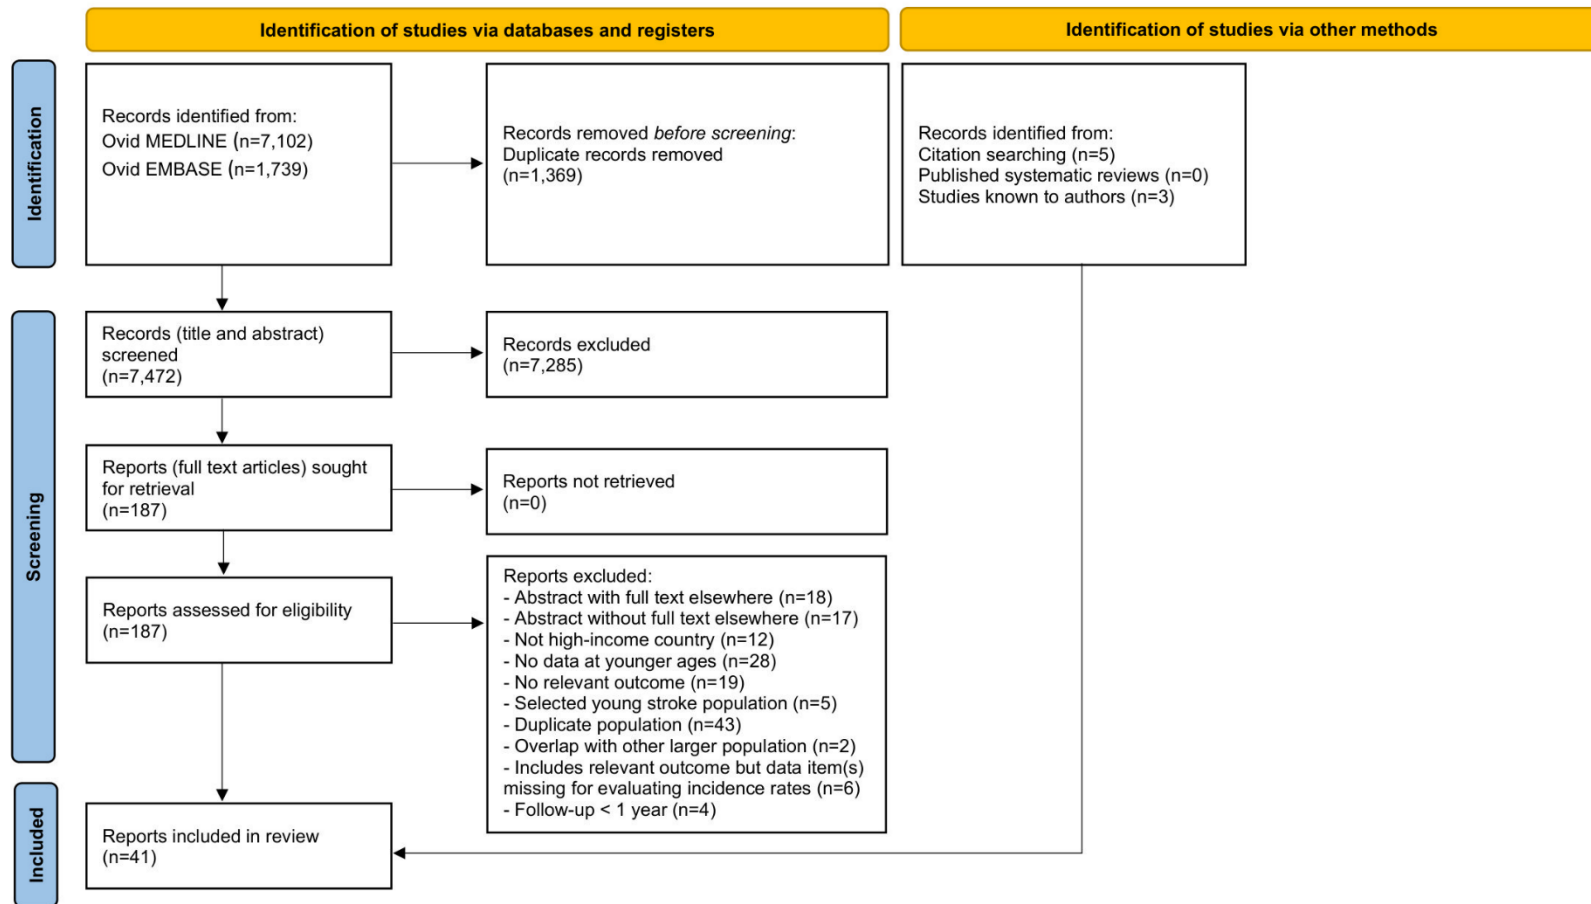 Identification of studies via databases and registers
Identification of studies via other methods
Identification
Records identified from:
Ovid MEDLINE (n=7,102)
Ovid EMBASE (n=1,739)
Records removed before screening:
Duplicate records removed
(n=1,369)
Records identified from:
Citation searching (n=5)
Published systematic reviews (n=0)
Studies known to authors (n=3)
Screening
Records (title and abstract)
screened
(n=7,472)
Records excluded
(n=7,285)
Reports (full text articles) sought
for retrieval
(n=187)
Reports not retrieved
(n=0)
Reports assessed for eligibility
(n=187)
Reports excluded:
- Abstract with full text elsewhere (n=18)
- Abstract without full text elsewhere (n=17)
- Not high-income country (n=12)
- No data at younger ages (n=28)
- No relevant outcome (n=19)
- Selected young stroke population (n=5)
- Duplicate population (n=43)
- Overlap with other larger population (n=2)
- Includes relevant outcome but data item(s)
missing for evaluating incidence rates (n=6)
- Follow-up < 1 year (n=4)
Included
Reports included in review
(n=41)